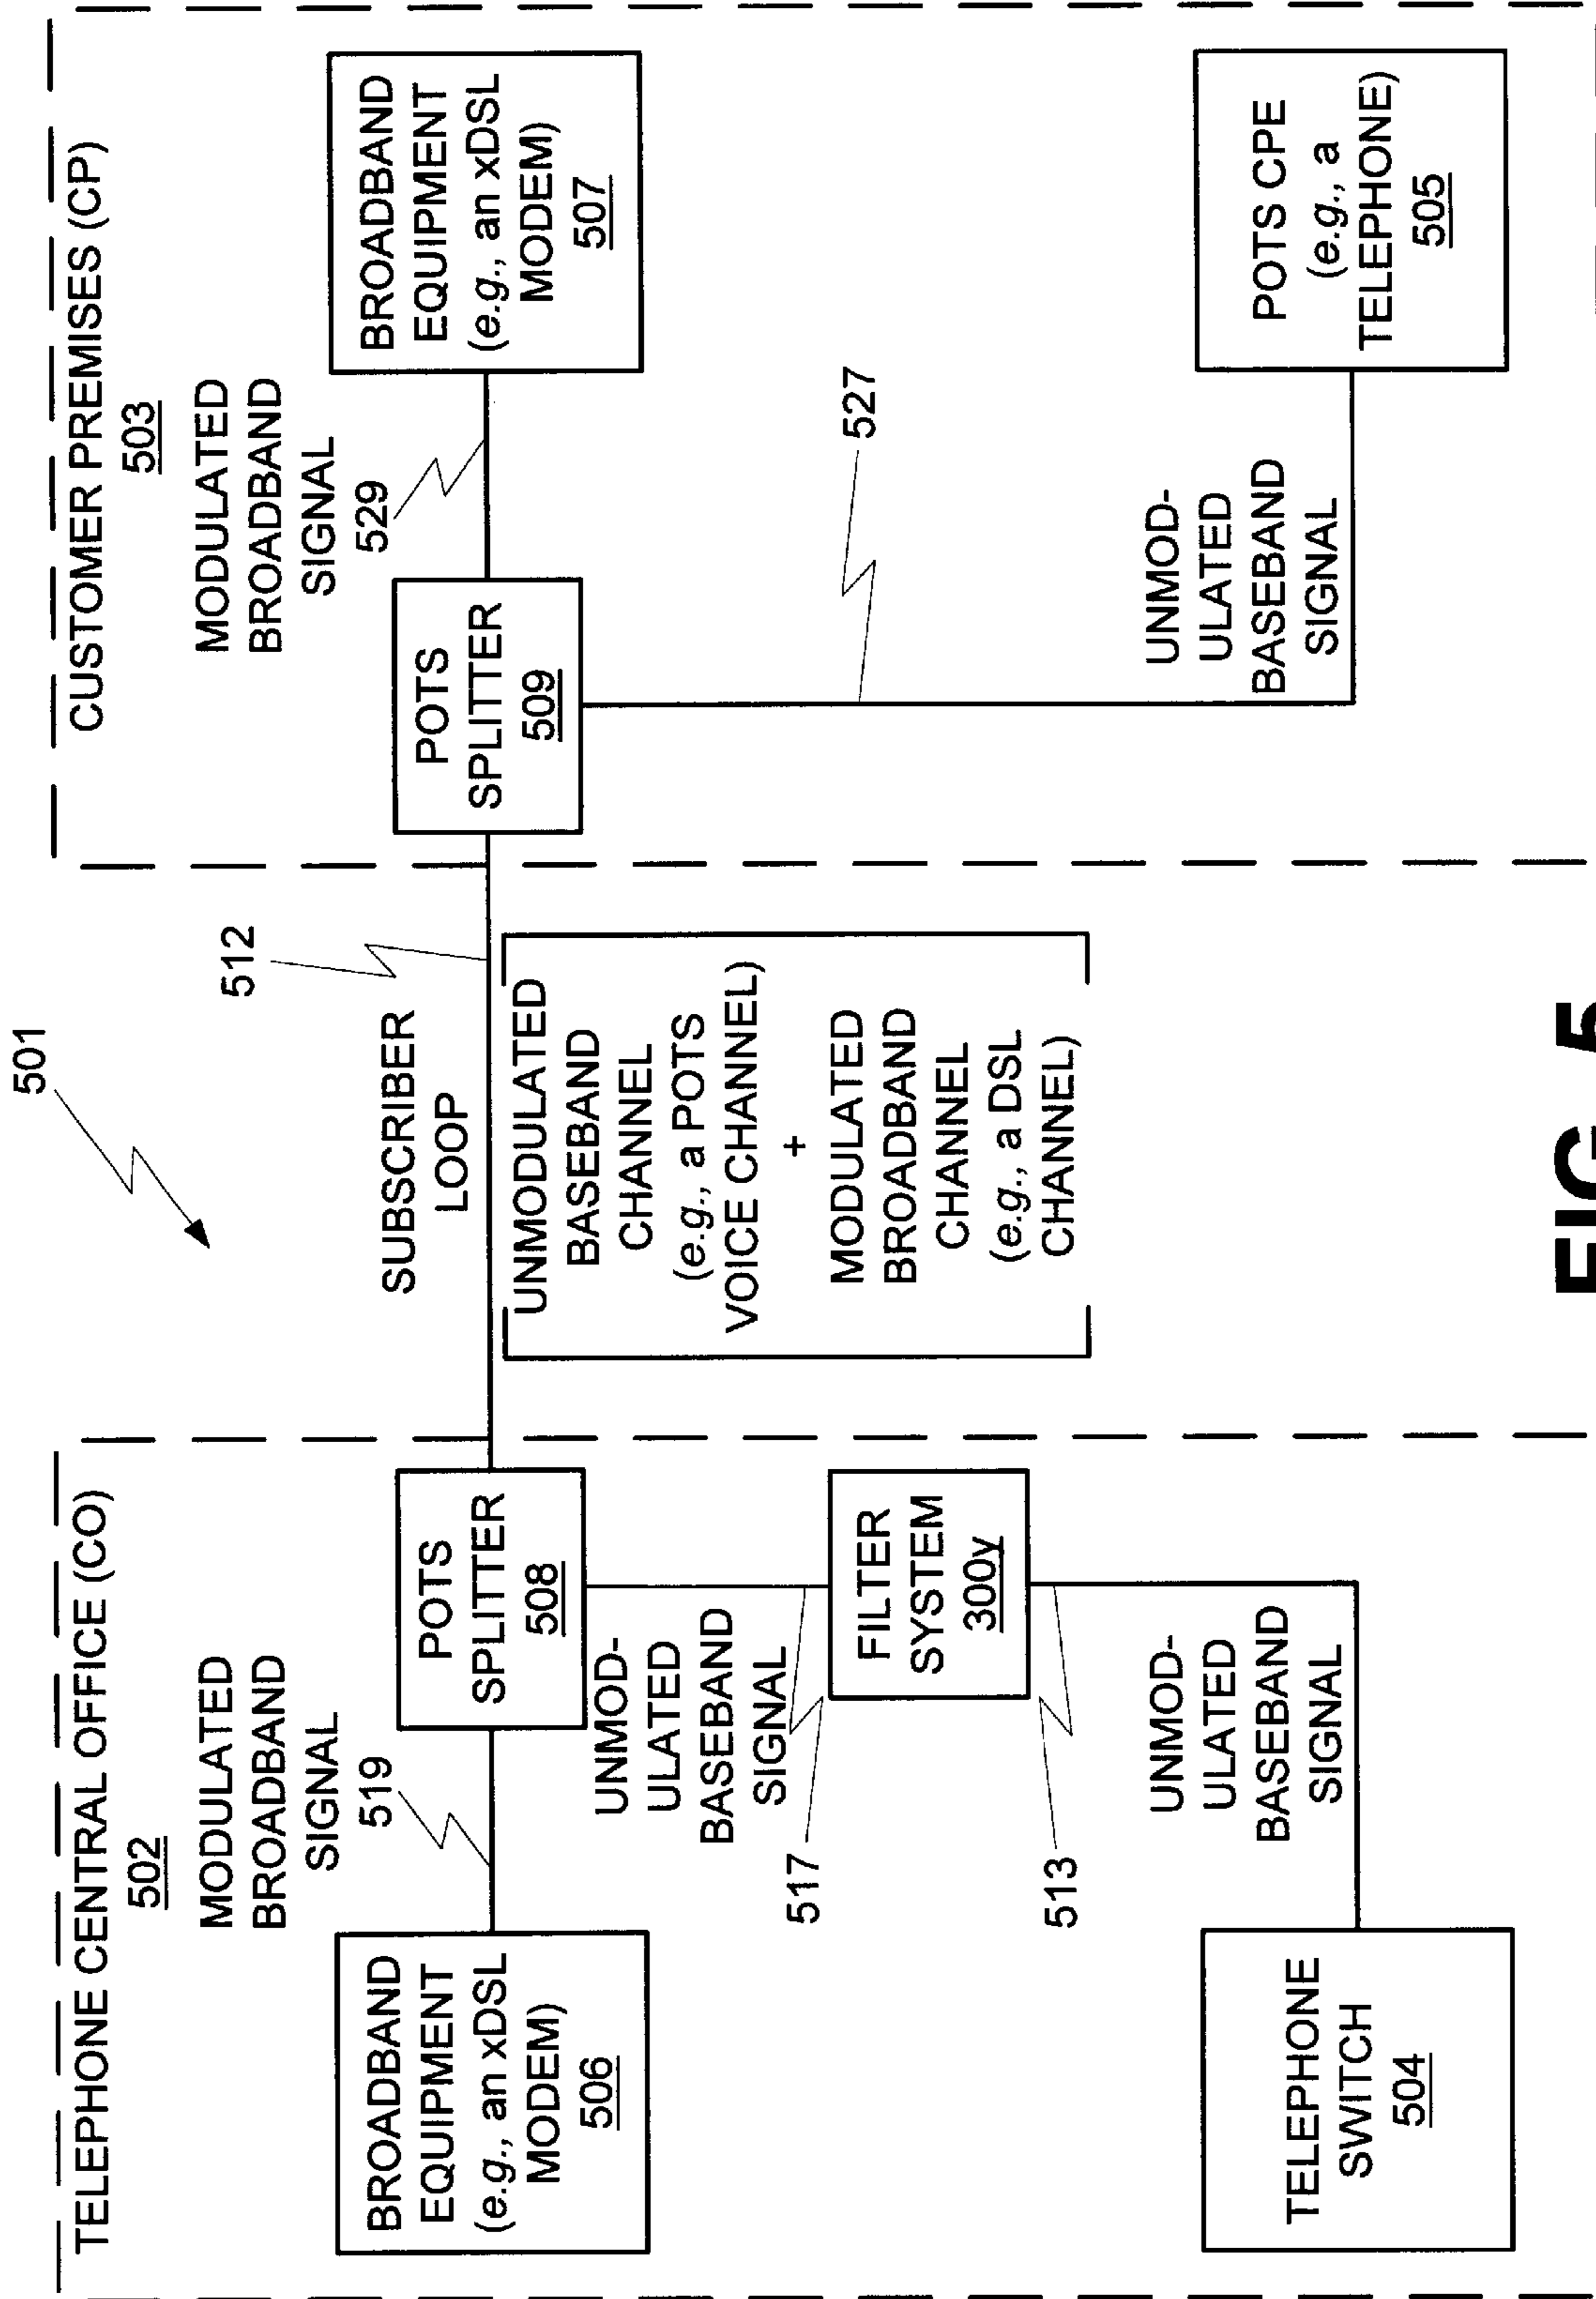 501
TELEPHONE CENTRAL OFFICE (CO)
502
MODULATED
BROADBAND
SIGNAL
519
BROADBAND
EQUIPMENT
(e.g., an xDSL
MODEM)
506
POTS
SPLITTER
508
UNMOD-
ULATED
BASEBAND
SIGNAL
517
FILTER
SYSTEM
300y
513
UNMOD-
ULATED
BASEBAND
SIGNAL
TELEPHONE
SWITCH
504
SUBSCRIBER
LOOP
512
UNMODULATED
BASEBAND
CHANNEL
(e.g., a POTS
VOICE CHANNEL)
+
MODULATED
BROADBAND
CHANNEL
(e.g., a DSL
CHANNEL)
CUSTOMER PREMISES (CP)
503
MODULATED
BROADBAND
SIGNAL
529
POTS
SPLITTER
509
BROADBAND
EQUIPMENT
(e.g., an xDSL
MODEM)
507
527
UNMOD-
ULATED
BASEBAND
SIGNAL
POTS CPE
(e.g., a
TELEPHONE)
505
FIG. 5